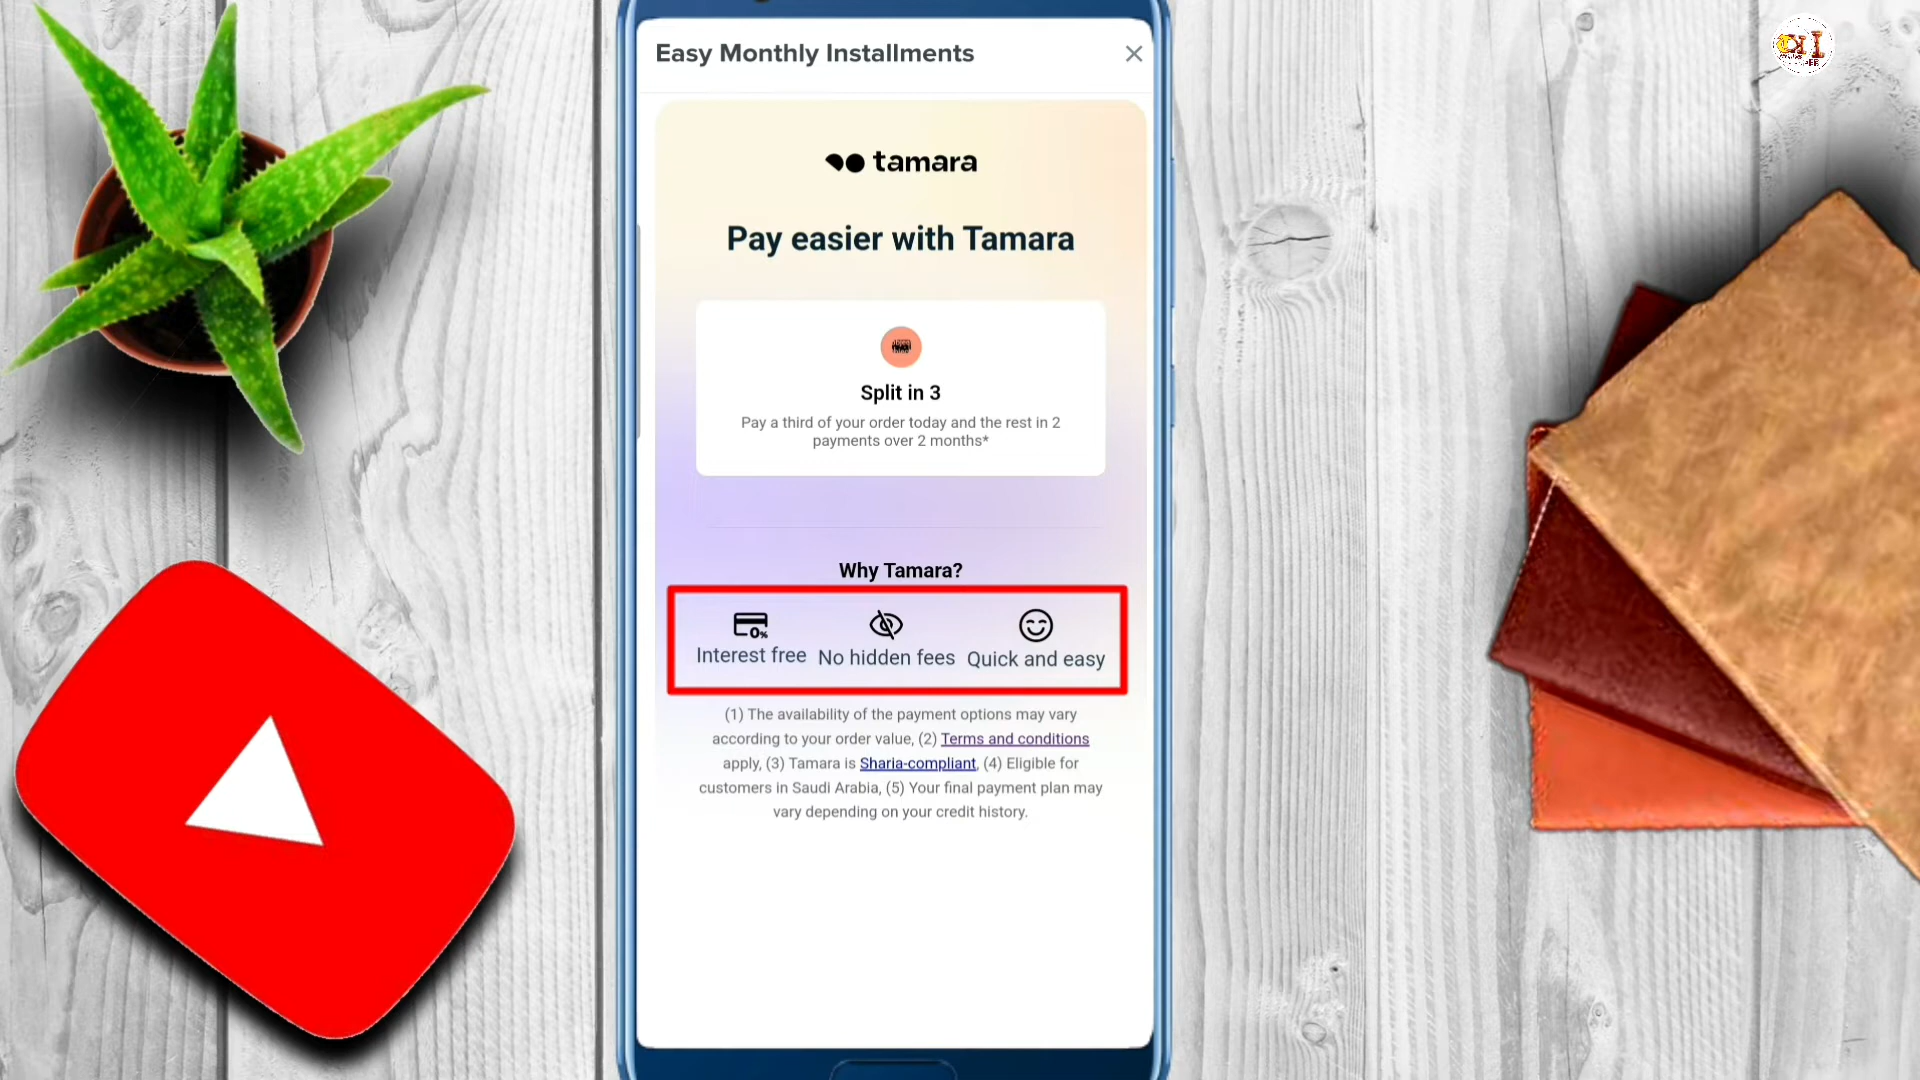 Easy Monthly Installments
tamara
Pay easier with Tamara
Split in 3
Pay a third of your order today and the rest in 2
payments over 2 months*
Why Tamara?
0%
Interest free No hidden fees Quick and easy
(1) The availability of the payment options may vary
according to your order value, (2) Terms and conditions
apply, (3) Tamara is Sharia-compliant, (4) Eligible for
customers in Saudi Arabia, (5) Your final payment plan may
vary depending on your credit history.